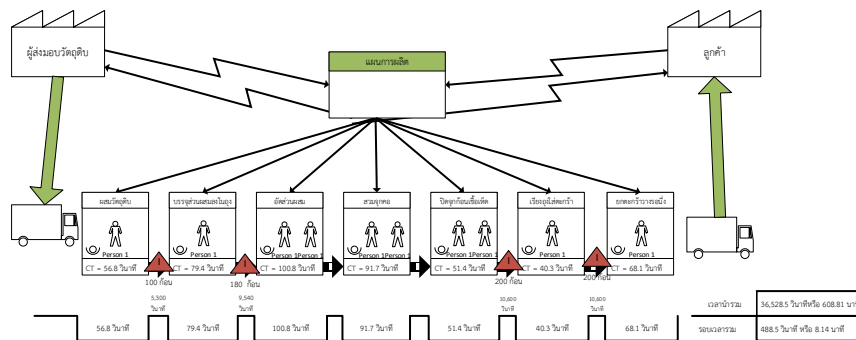 ผู้ส่งมอบวัตถุดิบ
แผนการผลิต
ลูกค้า
ผสมวัตถุดิบ
บรรจุส่วนผสมลงในถุง
อัดส่วนผสม
สวมจุกคอ
ปิดจุกก้อนเชื้อเห็ด
เรียงถุงใส่ตะกร้า
ยกตะกร้าวางรอนึ่ง
Person 1
Person 1
Person 1 Person 1
Person 1
Person 1 Person 1
Person 1
Person 1
CT = 56.8 วินาที
CT = 79.4 วินาที
CT = 100.8 วินาที
CT = 91.7 วินาที
CT = 51.4 วินาที
CT = 40.3 วินาที
CT = 68.1 วินาที
100 ก้อน
180 ก้อน
200 ก้อน
200 ก้อน
5,300 วินาที
9,540 วินาที
10,600 วินาที
10,600 วินาที
เวลานำรวม
36,528.5 วินาทีหรือ 608.81 นาที
56.8 วินาที
79.4 วินาที
100.8 วินาที
91.7 วินาที
51.4 วินาที
40.3 วินาที
68.1 วินาที
รอบเวลารวม
488.5 วินาที หรือ 8.14 นาที